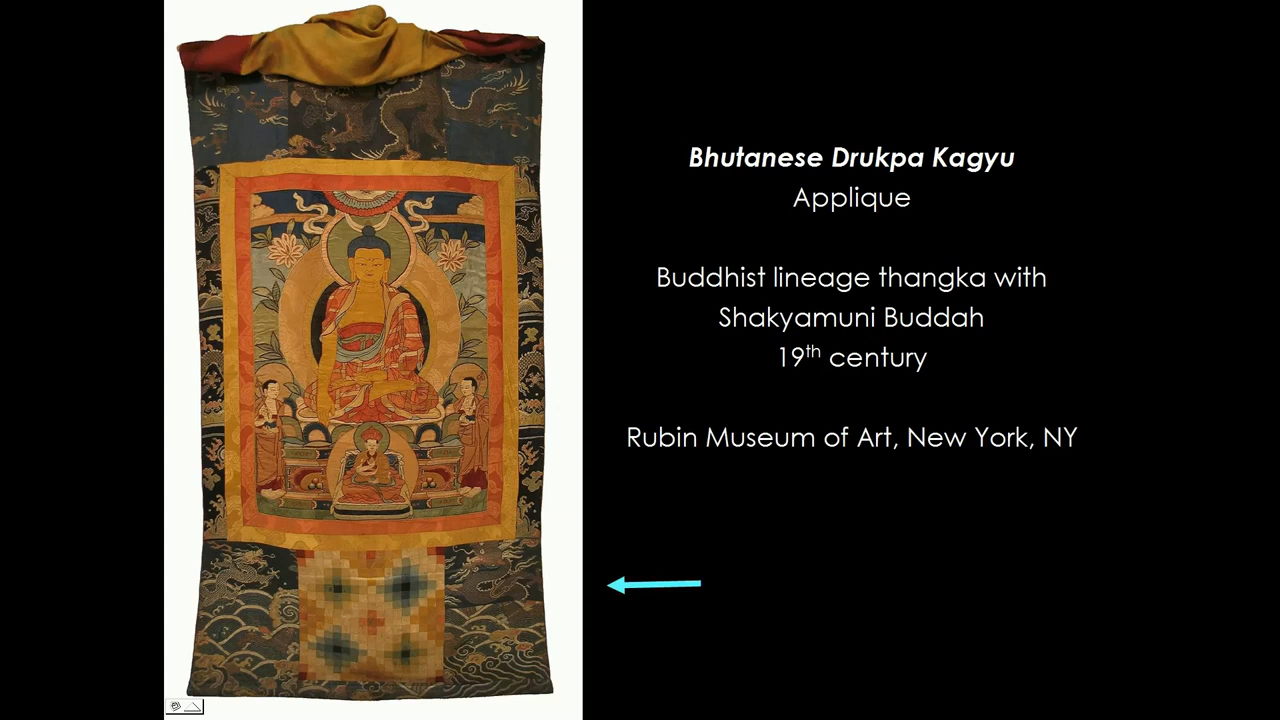 Bhutanese Drukpa Kagyu
Applique
Buddhist lineage thangka with
Shakyamuni Buddah
19th century
Rubin Museum of Art, New York, NY